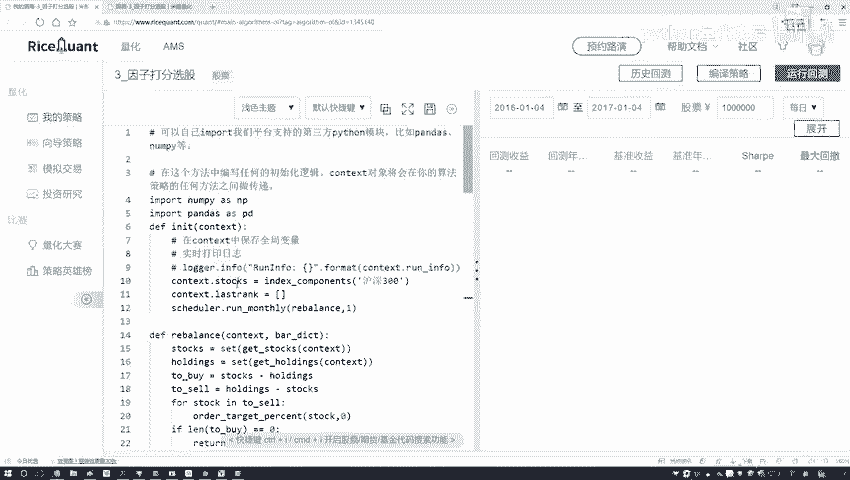 https://www.ricequant.com/quant/
RiceQuant
量化
AMS
预约路演
帮助文档
社区
3_因子打分选股
股票
历史回测
编译策略
运行回测
量化
我的策略
向导策略
模拟交易
投资研究
比赛
量化大赛
策略英雄榜
浅色主题
默认快捷键
2016-01-04
至
2017-01-04
股票 ¥
1000000
每日
展开
回测收益
回测年...
基准收益
基准年...
Sharpe
最大回撤
--
--
--
--
--
--
1 # 可以自己import我们平台支持的第三方python模块，比如pandas、
numpy等。
2
3 # 在这个方法中编写任何的初始化逻辑。context对象将会在你的算法
策略的任何方法之间做传递。
4 import numpy as np
5 import pandas as pd
6 def init(context):
7 # 在context中保存全局变量
8 # 实时打印日志
9 # logger.info("RunInfo: {}".format(context.run_info))
10 context.stocks = index_components('沪深300')
11 context.lastrank = []
12 scheduler.run_monthly(rebalance,1)
13
14 def rebalance(context, bar_dict):
15 stocks = set(get_stocks(context))
16 holdings = set(get_holdings(context))
17 to_buy = stocks - holdings
18 to_sell = holdings - stocks
19 for stock in to_sell:
20 order_target_percent(stock,0)
21 if len(to_buy) == 0:
22 return
< 快捷键 ctrl + i / cmd + i 开启股票/期货/基金代码搜索功能 >